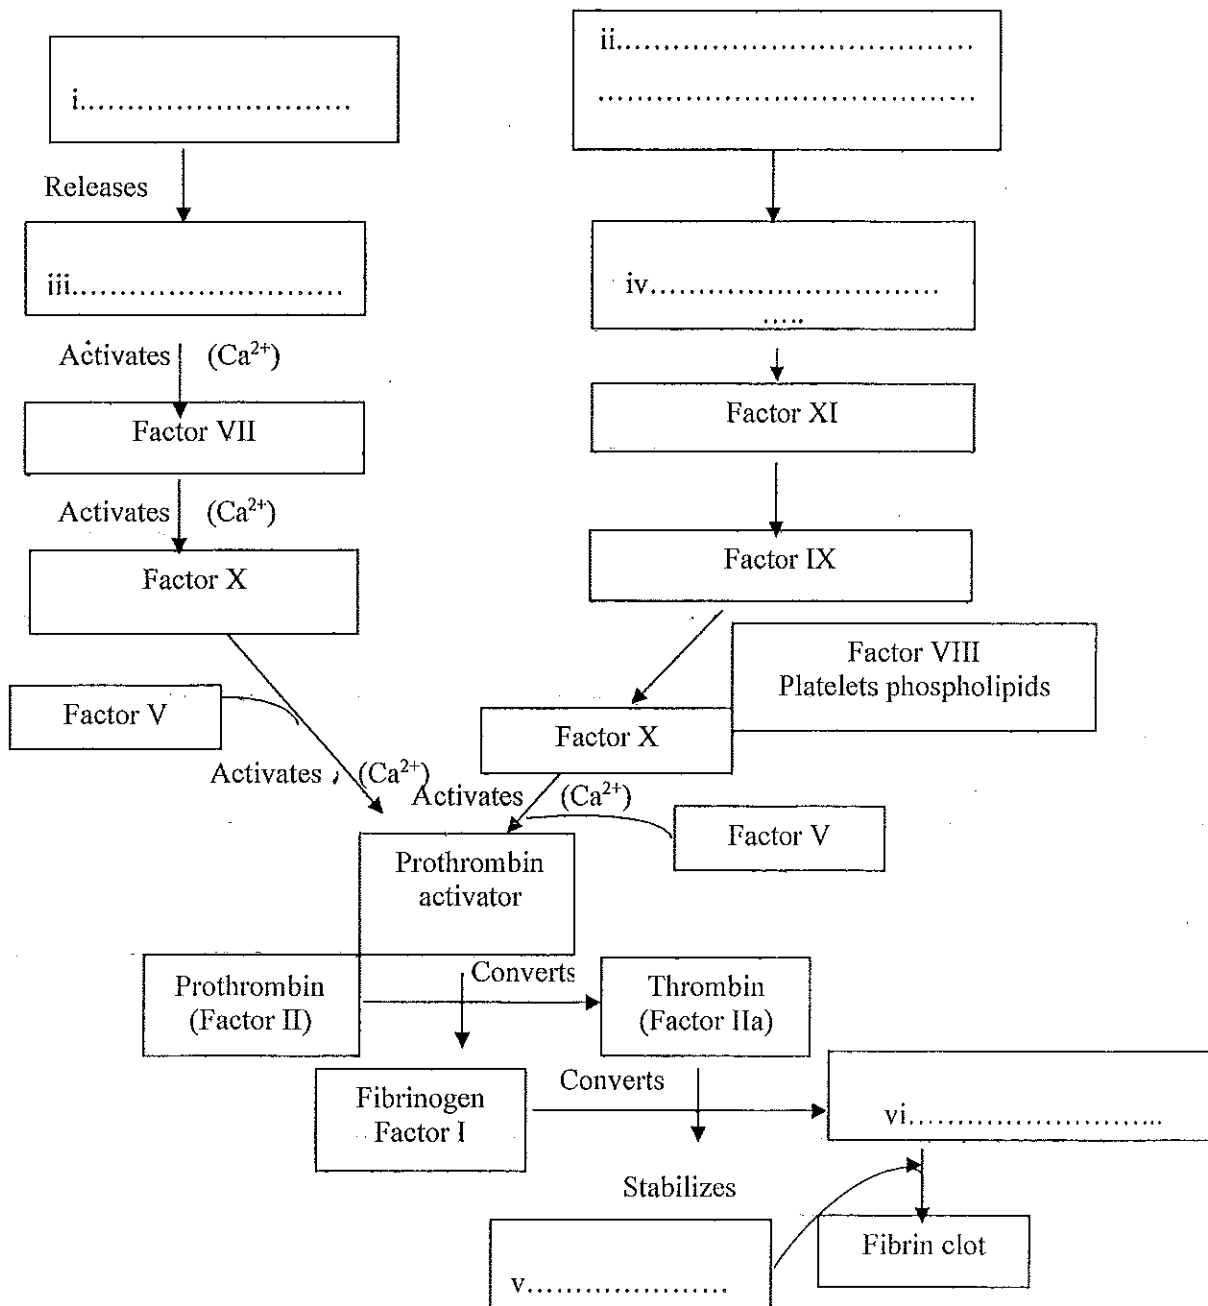 i............................
ii....................................
.......................................
Releases
iii............................
iv..............................
.....
Activates (Ca²⁺)
Factor VII
Factor XI
Activates (Ca²⁺)
Factor X
Factor IX
Factor VIII
Platelets phospholipids
Factor V
Factor X
Activates (Ca²⁺)
Activates (Ca²⁺)
Factor V
Prothrombin
activator
Converts
Prothrombin
(Factor II)
Thrombin
(Factor IIa)
Converts
Fibrinogen
Factor I
vi..........................
Stabilizes
Fibrin clot
v.....................